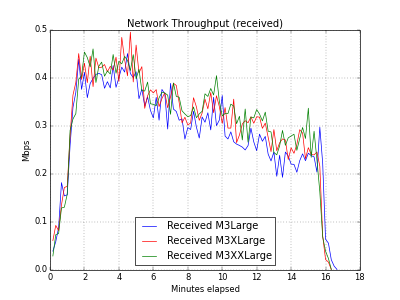 Network Throughput (received)
0.5
0.4
0.3
0.2
0.1
0.0
Mbps
Received M3Large
Received M3XLarge
Received M3XXLarge
0 2 4 6 8 10 12 14 16 18
Minutes elapsed